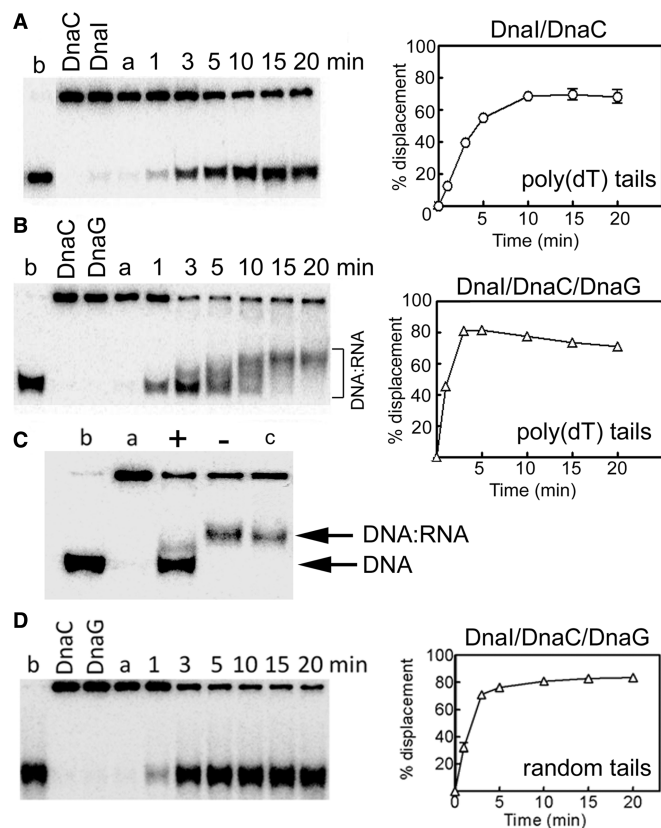 A
DnaC
DnaI
b a 1 3 5 10 15 20 min
DnaI/DnaC
100
80
60
40
20
0
5 10 15 20
% displacement
Time (min)
poly(dT) tails
B
DnaC
DnaG
b a 1 3 5 10 15 20 min
DNA:RNA
DnaI/DnaC/DnaG
100
80
60
40
20
5 10 15 20
% displacement
Time (min)
poly(dT) tails
C
b a + - c
DNA:RNA
DNA
D
DnaC
DnaG
b a 1 3 5 10 15 20 min
DnaI/DnaC/DnaG
100
80
60
40
20
0 5 10 15 20
% displacement
Time (min)
random tails